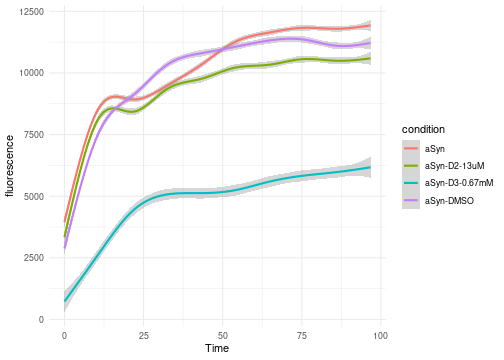 12500
10000
7500
5000
2500
0
fluorescence
0
25
50
75
100
Time
condition
aSyn
aSyn-D2-13uM
aSyn-D3-0.67mM
aSyn-DMSO